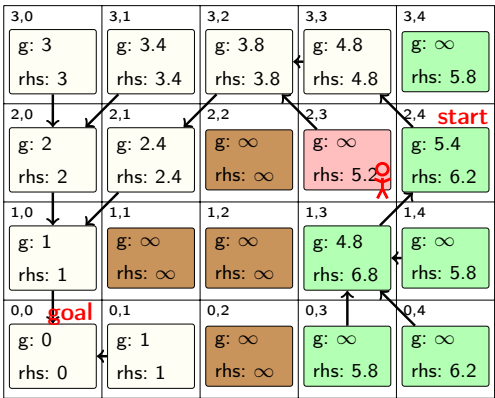 3,0 3,1 3,2 3,3 3,4
g: 3 g: 3.4 g: 3.8 g: 4.8 g: ∞
rhs: 3 rhs: 3.4 rhs: 3.8 rhs: 4.8 rhs: 5.8
2,0 2,1 2,2 2,3 2,4 start
g: 2 g: 2.4 g: ∞ g: ∞ g: 5.4
rhs: 2 rhs: 2.4 rhs: ∞ rhs: 5.2 rhs: 6.2
1,0 1,1 1,2 1,3 1,4
g: 1 g: ∞ g: ∞ g: 4.8 g: ∞
rhs: 1 rhs: ∞ rhs: ∞ rhs: 6.8 rhs: 5.8
0,0 goal 0,1 0,2 0,3 0,4
g: 0 g: 1 g: ∞ g: ∞ g: ∞
rhs: 0 rhs: 1 rhs: ∞ rhs: 5.8 rhs: 6.2